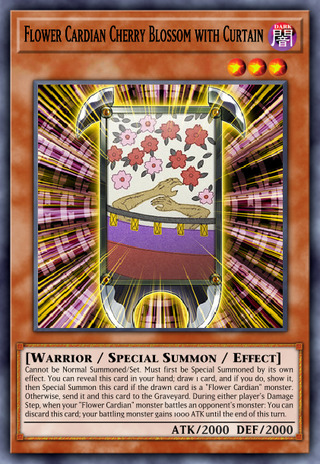 Flower Cardian Cherry Blossom with Curtain
DARK
闇
[Warrior / Special Summon / Effect]
Cannot be Normal Summoned/Set. Must first be Special Summoned by its own
effect. You can reveal this card in your hand; draw 1 card, and if you do, show it,
then Special Summon this card if the drawn card is a "Flower Cardian" monster.
Otherwise, send it and this card to the Graveyard. During either player's Damage
Step, when your "Flower Cardian" monster battles an opponent's monster: You can
discard this card; your battling monster gains 1000 ATK until the end of this turn.
ATK/2000 DEF/2000